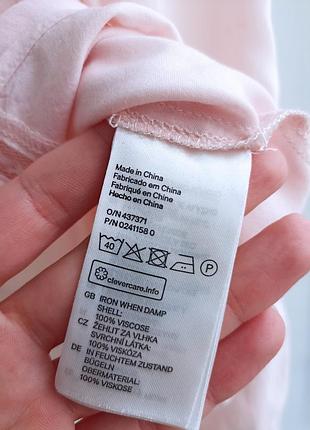 Made in China
Fabricado em China
Fabriqué en Chine
Hecho en China
O/N 437371
P/N 0241158 0
40 P
clevercare.info
GB IRON WHEN DAMP
SHELL:
100% VISCOSE
CZ ŽEHLIT ZA VLHKA
SVRCHNÍ LÁTKA:
100% VISKÓZA
DE IN FEUCHTEM ZUSTAND
BÜGELN
OBERMATERIAL:
100% VISKOSE